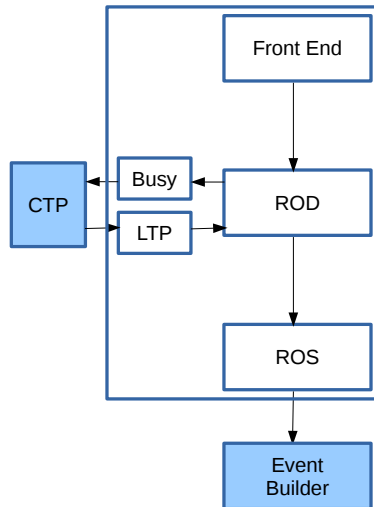 Front End
Busy
CTP
ROD
LTP
ROS
Event
Builder